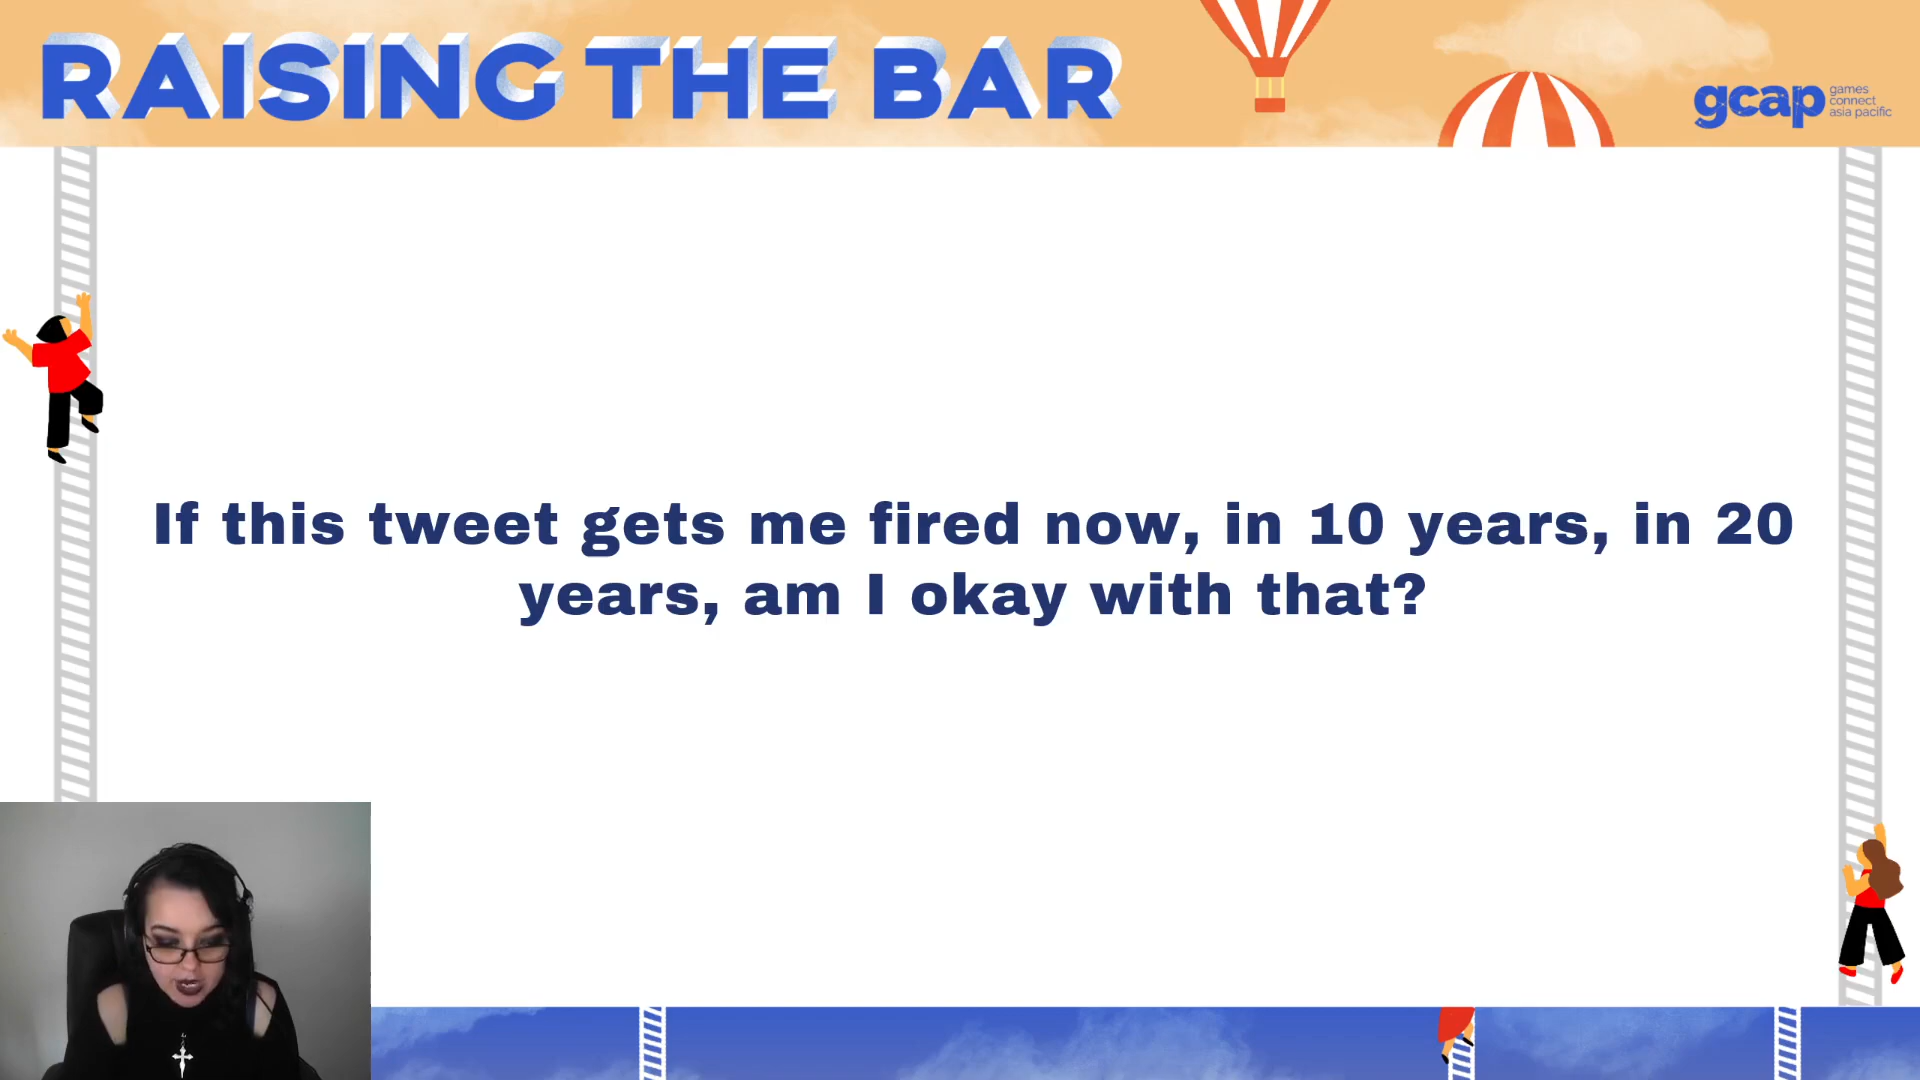 RAISING THE BAR
gcap
games
connect
asia pacific
If this tweet gets me fired now, in 10 years, in 20
years, am I okay with that?